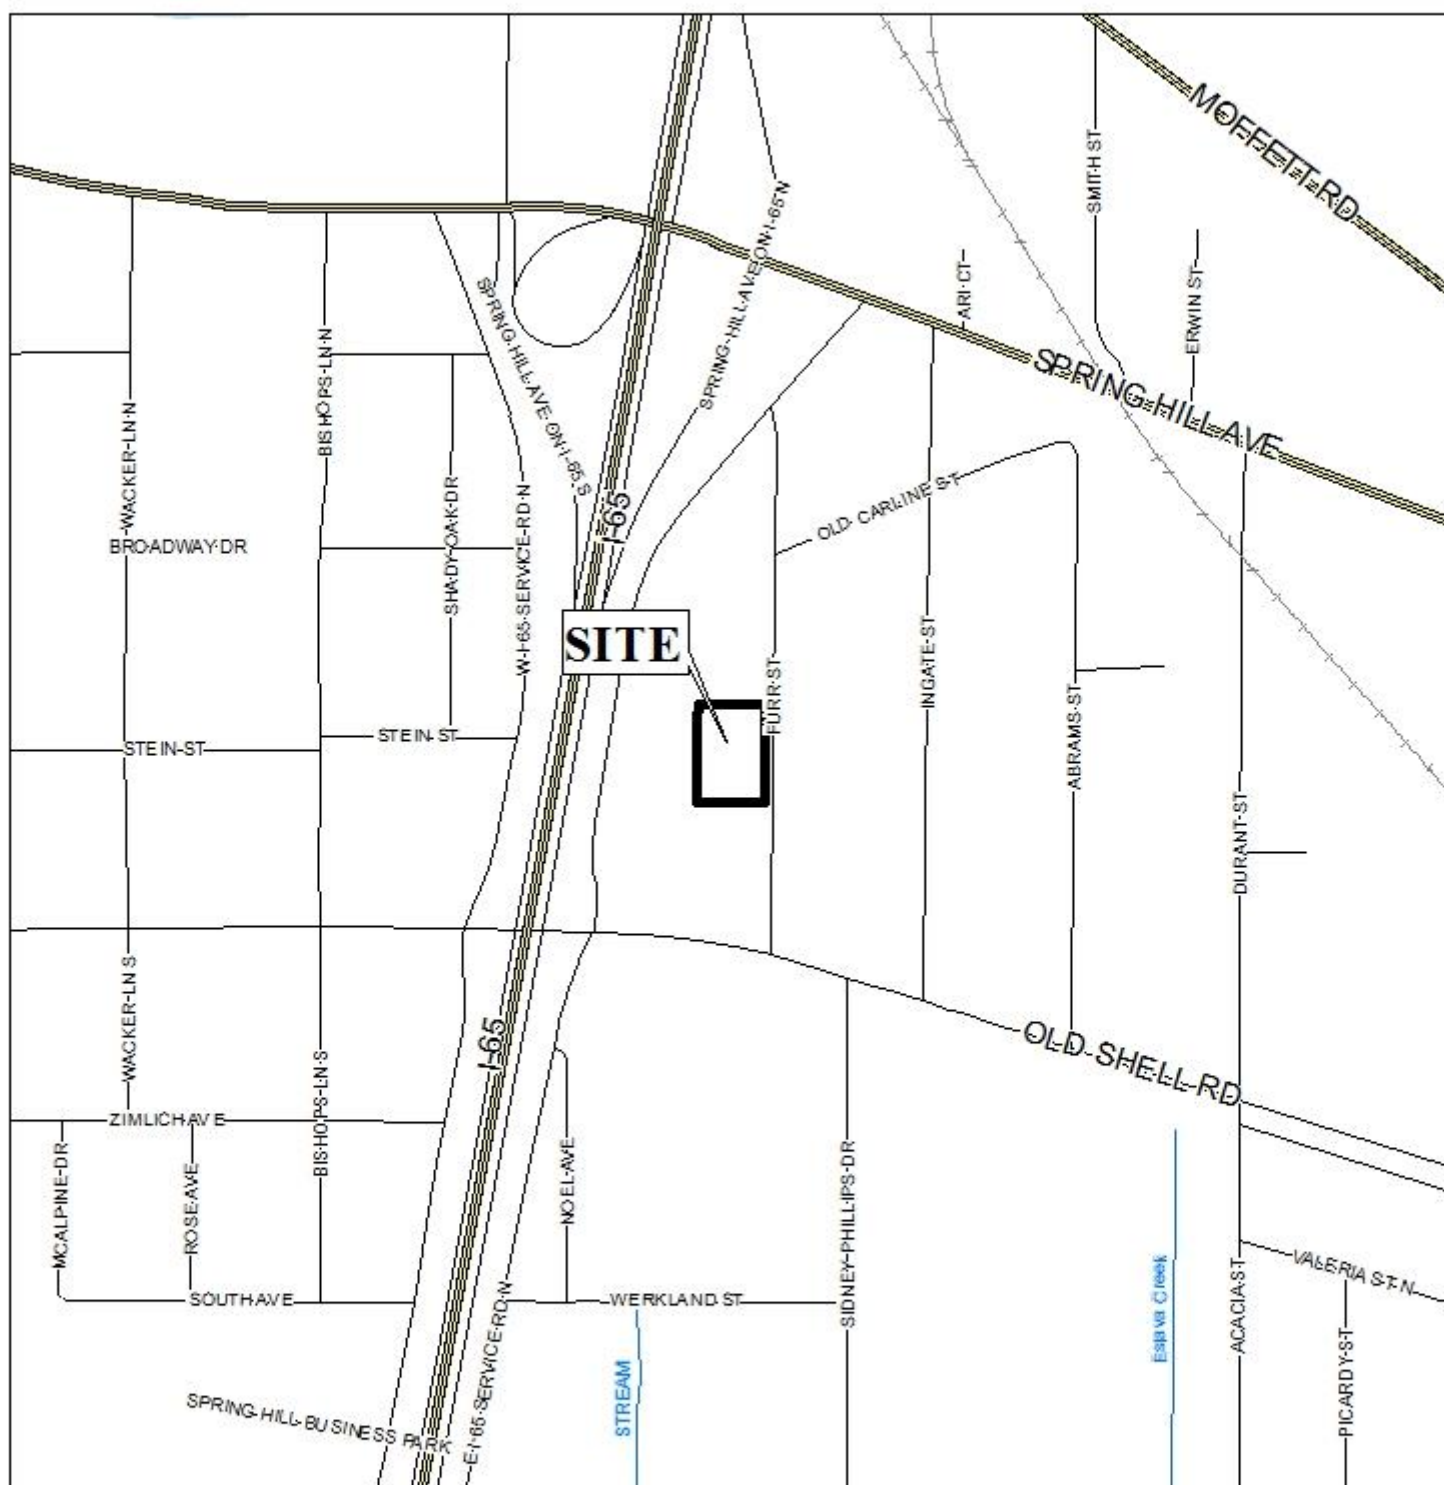 MOFFETT RD
SMITH ST
SPRING HILL AVE ON I-65 N
ERWIN ST
ARI CT
SPRING HILL AVE ON I-65 S
BISHOPS LN N
SPRING HILL AVE
WACKER LN N
SHADY OAK DR
W I-65 SERVICE RD N
I-65
OLD CARLINE ST
BROADWAY DR
SITE
FURR ST
INGATE ST
ABRAMS ST
STEIN ST
STEIN ST
DURANT ST
WACKER LN S
I-65
OLD SHELL RD
BISHOPS LN S
ZIMLICH AVE
MCALPINE DR
ROSE AVE
NOEL AVE
SIDNEY PHILLIPS DR
SOUTH AVE
WERKLAND ST
Eslava Creek
ACACIA ST
VALERIA ST N
E I-65 SERVICE RD N
STREAM
PICARDY ST
SPRING HILL BUSINESS PARK